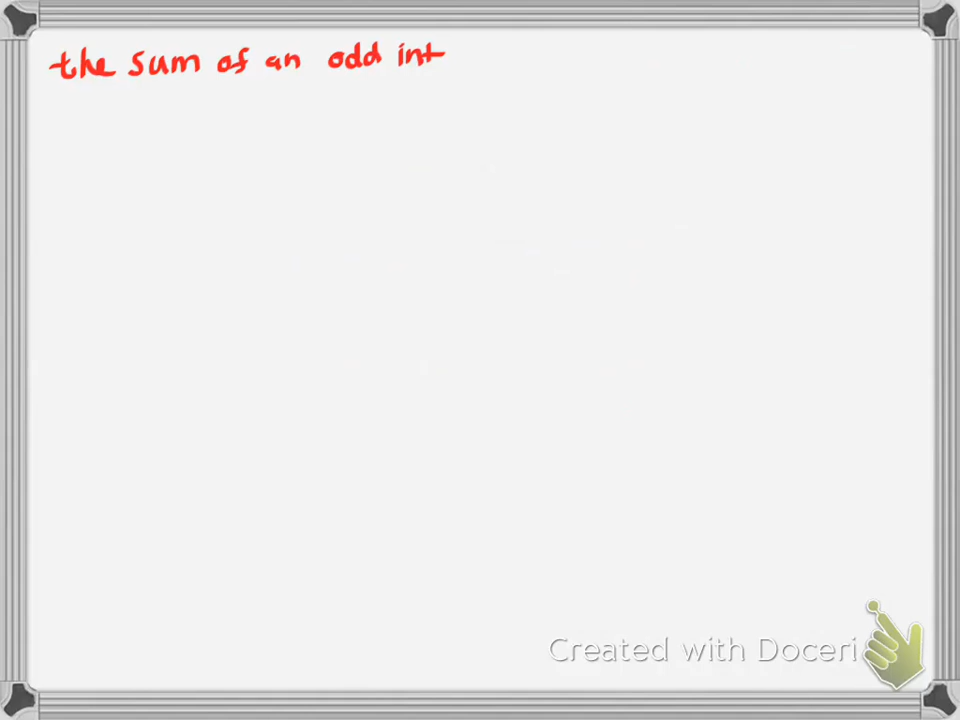 the sum of an odd int
Created with Doceri